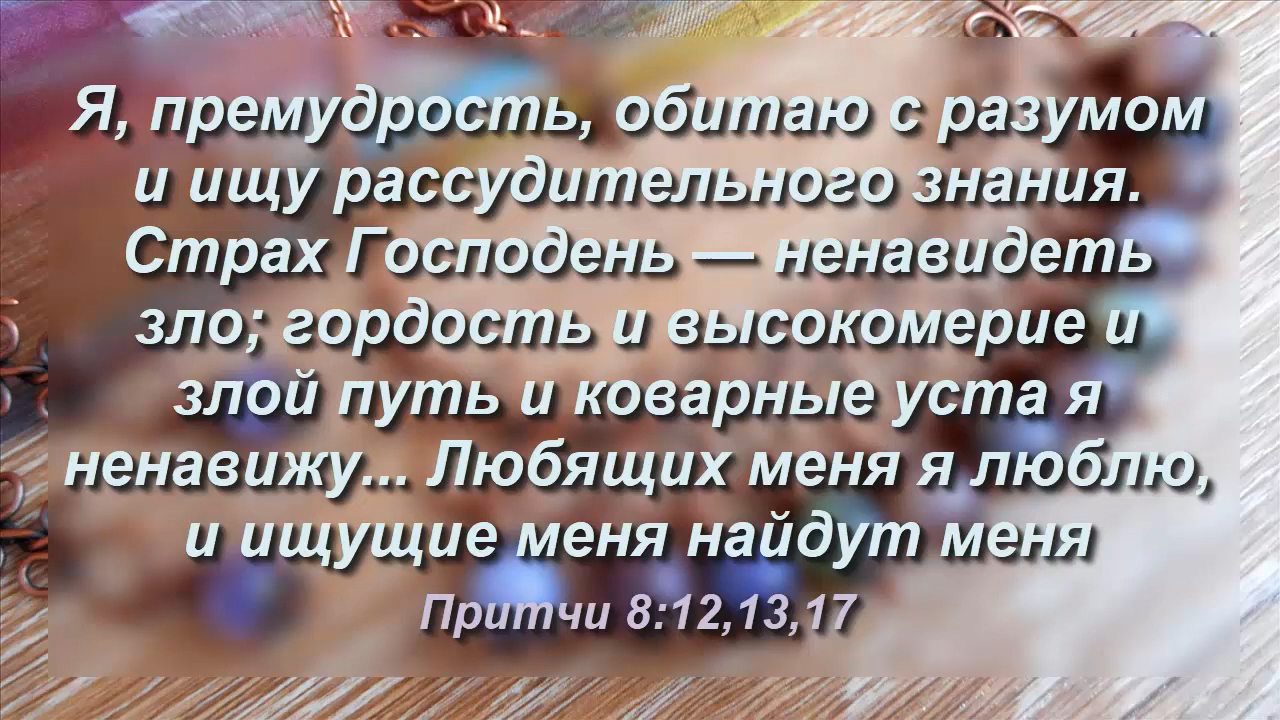 Я, премудрость, обитаю с разумом
и ищу рассудительного знания.
Страх Господень — ненавидеть
зло; гордость и высокомерие и
злой путь и коварные уста я
ненавижу... Любящих меня я люблю,
и ищущие меня найдут меня
Притчи 8:12,13,17